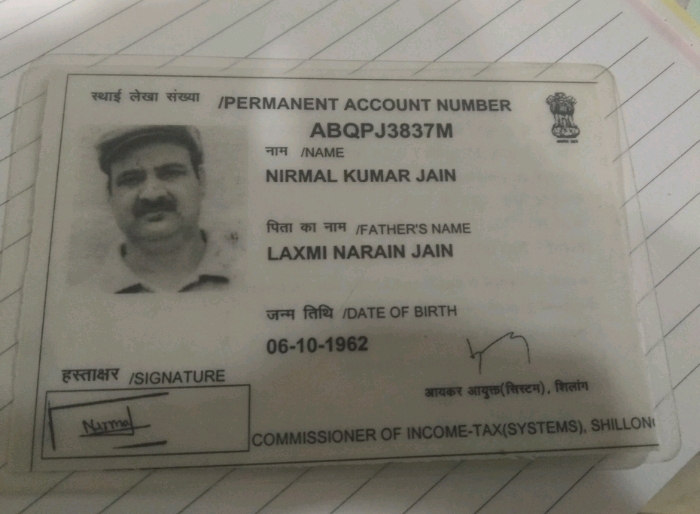 स्थाई लेखा संख्या /PERMANENT ACCOUNT NUMBER
ABQPJ3837M
नाम /NAME
NIRMAL KUMAR JAIN
पिता का नाम /FATHER'S NAME
LAXMI NARAIN JAIN
जन्म तिथि /DATE OF BIRTH
06-10-1962
हस्ताक्षर /SIGNATURE
Nirmal
आयकर आयुक्त(सिस्टम), शिलांग
COMMISSIONER OF INCOME-TAX(SYSTEMS), SHILLON